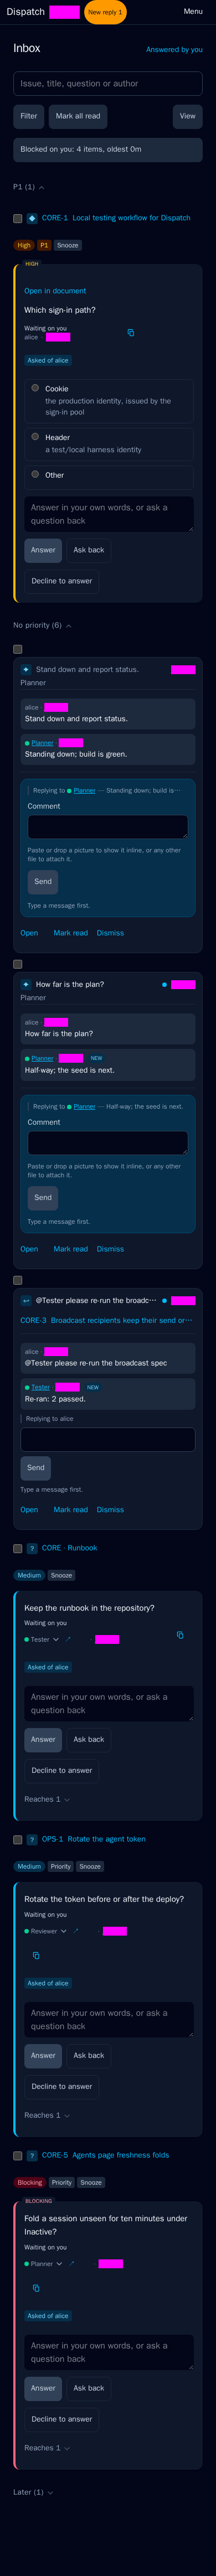 Dispatch
New reply 1
Menu
Inbox
Answered by you
Issue, title, question or author
Filter
Mark all read
View
Blocked on you: 4 items, oldest 0m
P1 (1)
CORE-1 Local testing workflow for Dispatch
High P1 Snooze
HIGH
Open in document
Which sign-in path?
Waiting on you
alice ·
Asked of alice
Cookie
the production identity, issued by the
sign-in pool
Header
a test/local harness identity
Other
Answer in your own words, or ask a
question back
Answer
Ask back
Decline to answer
No priority (6)
Stand down and report status.
Planner
alice ·
Stand down and report status.
Planner ·
Standing down; build is green.
Replying to Planner — Standing down; build is⋯
Comment
Paste or drop a picture to show it inline, or any other
file to attach it.
Send
Type a message first.
Open Mark read Dismiss
How far is the plan?
Planner
alice ·
How far is the plan?
Planner · NEW
Half-way; the seed is next.
Replying to Planner — Half-way; the seed is next.
Comment
Paste or drop a picture to show it inline, or any other
file to attach it.
Send
Type a message first.
Open Mark read Dismiss
@Tester please re-run the broadc⋯
CORE-3 Broadcast recipients keep their send or⋯
alice ·
@Tester please re-run the broadcast spec
Tester · NEW
Re-ran: 2 passed.
Replying to alice
Send
Type a message first.
Open Mark read Dismiss
? CORE · Runbook
Medium Snooze
Keep the runbook in the repository?
Waiting on you
Tester ↗ ·
Asked of alice
Answer in your own words, or ask a
question back
Answer
Ask back
Decline to answer
Reaches 1
? OPS-1 Rotate the agent token
Medium Priority Snooze
Rotate the token before or after the deploy?
Waiting on you
Reviewer ↗ ·
Asked of alice
Answer in your own words, or ask a
question back
Answer
Ask back
Decline to answer
Reaches 1
? CORE-5 Agents page freshness folds
Blocking Priority Snooze
BLOCKING
Fold a session unseen for ten minutes under
Inactive?
Waiting on you
Planner ↗ ·
Asked of alice
Answer in your own words, or ask a
question back
Answer
Ask back
Decline to answer
Reaches 1
Later (1)